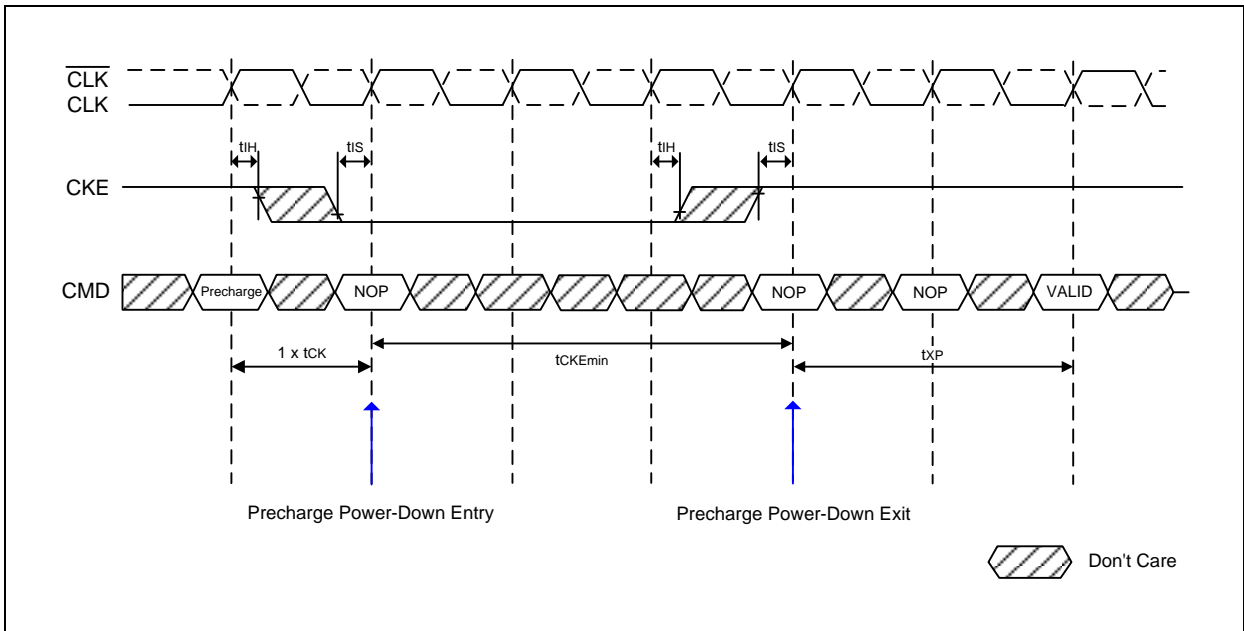 CLK
CLK
tIH
tIS
tIH
tIS
CKE
CMD
Precharge
NOP
NOP
NOP
VALID
1 x tCK
tCKEmin
tXP
Precharge Power-Down Entry
Precharge Power-Down Exit
Don't Care